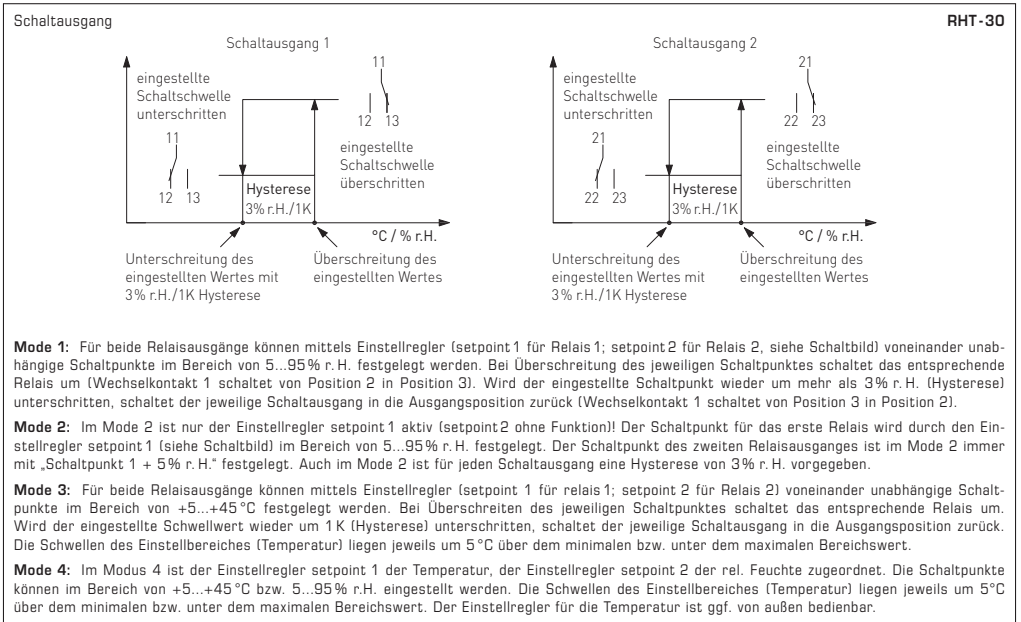 Schaltausgang
RHT-30
Schaltausgang 1
eingestellte
Schaltschwelle
unterschritten
11
12 13
11
12 13
eingestellte
Schaltschwelle
überschritten
Hysterese
3% r.H./1K
°C / % r.H.
Unterschreitung des
eingestellten Wertes mit
3% r.H./1K Hysterese
Überschreitung des
eingestellten Wertes
Schaltausgang 2
eingestellte
Schaltschwelle
unterschritten
21
22 23
21
22 23
eingestellte
Schaltschwelle
überschritten
Hysterese
3% r.H./1K
°C / % r.H.
Unterschreitung des
eingestellten Wertes mit
3% r.H./1K Hysterese
Überschreitung des
eingestellten Wertes
Mode 1: Für beide Relaisausgänge können mittels Einstellregler (setpoint 1 für Relais 1; setpoint 2 für Relais 2, siehe Schaltbild) voneinander unab-
hängige Schaltpunkte im Bereich von 5...95% r. H. festgelegt werden. Bei Überschreitung des jeweiligen Schaltpunktes schaltet das entsprechende
Relais um (Wechselkontakt 1 schaltet von Position 2 in Position 3). Wird der eingestellte Schaltpunkt wieder um mehr als 3% r. H. (Hysterese)
unterschritten, schaltet der jeweilige Schaltausgang in die Ausgangsposition zurück (Wechselkontakt 1 schaltet von Position 3 in Position 2).
Mode 2: Im Mode 2 ist nur der Einstellregler setpoint 1 aktiv (setpoint 2 ohne Funktion)! Der Schaltpunkt für das erste Relais wird durch den Ein-
stellregler setpoint 1 (siehe Schaltbild) im Bereich von 5...95% r. H. festgelegt. Der Schaltpunkt des zweiten Relaisausganges ist im Mode 2 immer
mit „Schaltpunkt 1 + 5% r. H.“ festgelegt. Auch im Mode 2 ist für jeden Schaltausgang eine Hysterese von 3% r. H. vorgegeben.
Mode 3: Für beide Relaisausgänge können mittels Einstellregler (setpoint 1 für relais 1; setpoint 2 für Relais 2) voneinander unabhängige Schalt-
punkte im Bereich von +5...+45 °C festgelegt werden. Bei Überschreiten des jeweiligen Schaltpunktes schaltet das entsprechende Relais um.
Wird der eingestellte Schwellwert wieder um 1 K (Hysterese) unterschritten, schaltet der jeweilige Schaltausgang in die Ausgangsposition zurück.
Die Schwellen des Einstellbereiches (Temperatur) liegen jeweils um 5 °C über dem minimalen bzw. unter dem maximalen Bereichswert.
Mode 4: Im Modus 4 ist der Einstellregler setpoint 1 der Temperatur, der Einstellregler setpoint 2 der rel. Feuchte zugeordnet. Die Schaltpunkte
können im Bereich von +5...+45 °C bzw. 5...95 % r.H. eingestellt werden. Die Schwellen des Einstellbereiches (Temperatur) liegen jeweils um 5°C
über dem minimalen bzw. unter dem maximalen Bereichswert. Der Einstellregler für die Temperatur ist ggf. von außen bedienbar.